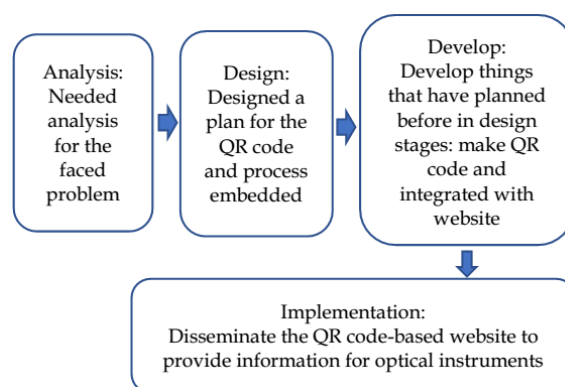 Analysis:
Needed
analysis
for the
faced
problem
Design:
Designed a
plan for the
QR code
and process
embedded
Develop:
Develop things
that have planned
before in design
stages: make QR
code and
integrated with
website
Implementation:
Disseminate the QR code-based website to
provide information for optical instruments